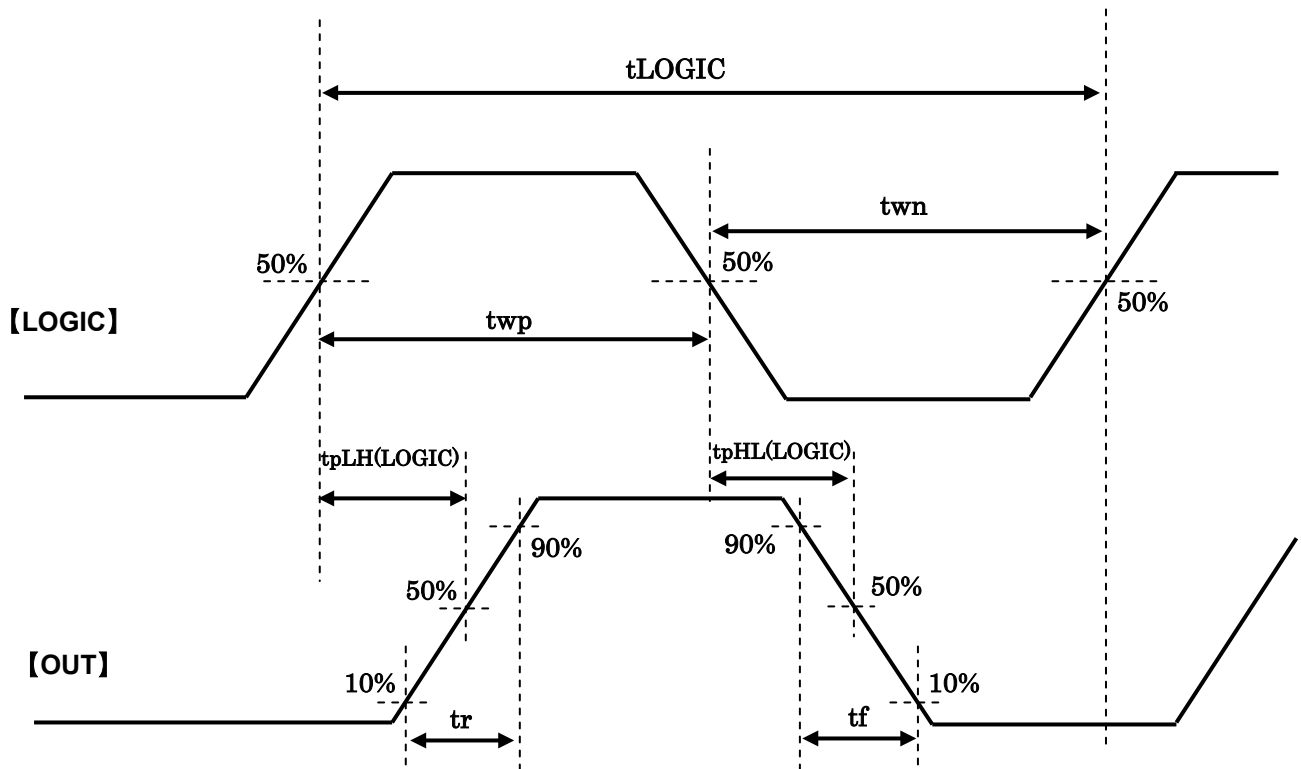 tLOGIC
twn
50%
50%
50%
【LOGIC】
twp
tpLH(LOGIC)
tpHL(LOGIC)
90%
90%
50%
50%
【OUT】
10%
10%
tr
tf